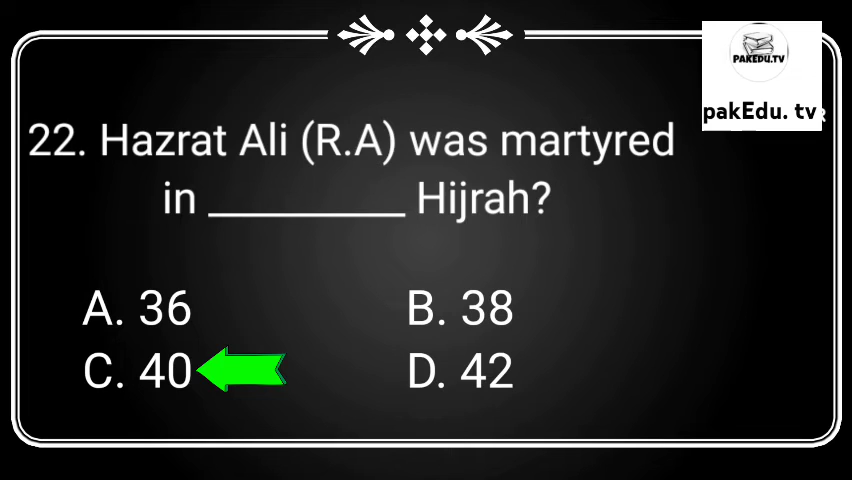 PAKEDU.TV
pakEdu. tv
22. Hazrat Ali (R.A) was martyred
in _________ Hijrah?
A. 36
B. 38
C. 40
D. 42